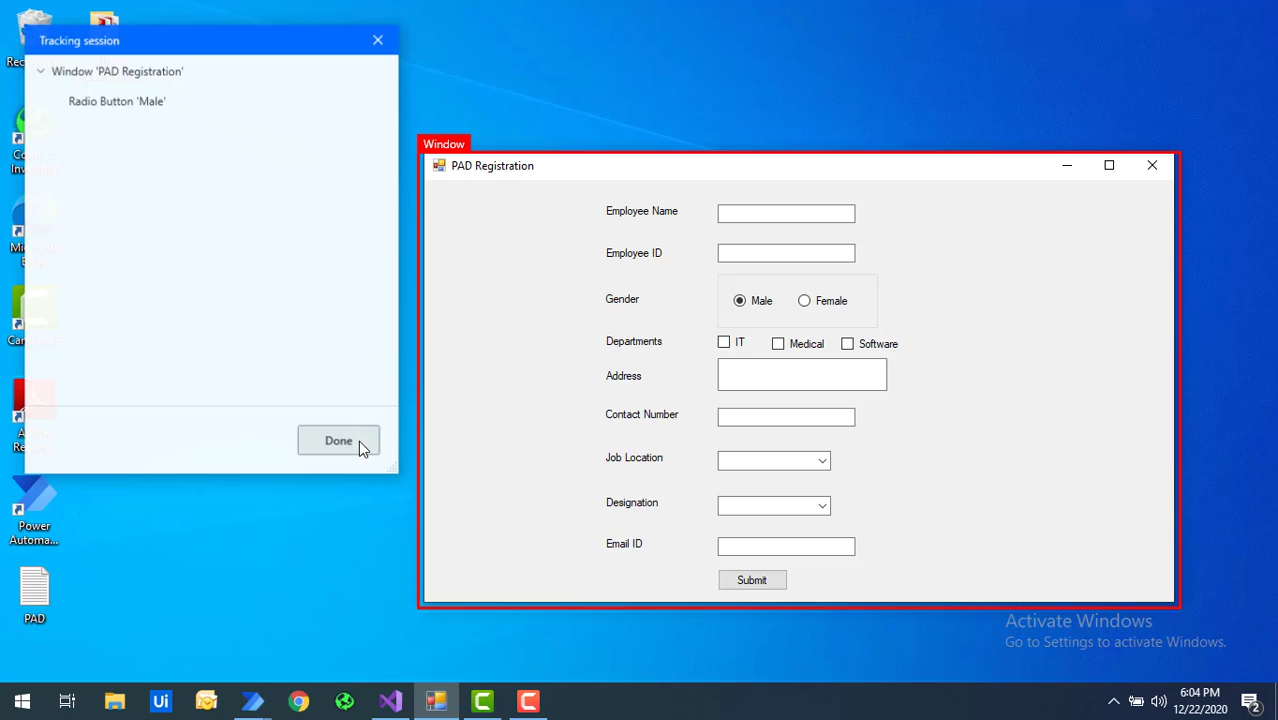 Tracking session
Window 'PAD Registration'
Radio Button 'Male'
Done
Window
PAD Registration
Employee Name
Employee ID
Gender
Male
Female
Departments
IT
Medical
Software
Address
Contact Number
Job Location
Designation
Email ID
Submit
Power
Automa...
PAD
Activate Windows
Go to Settings to activate Windows.
Ui
6:04 PM
12/22/2020
2